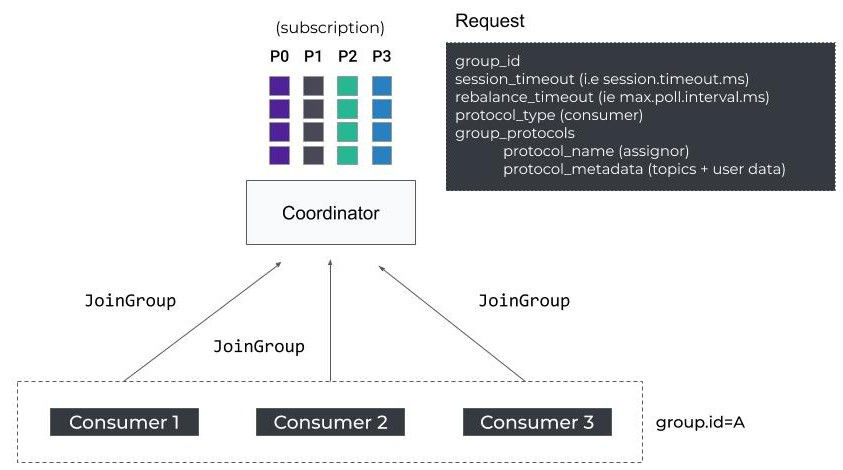 (subscription)
P0 P1 P2 P3
Coordinator
Request
group_id
session_timeout (i.e session.timeout.ms)
rebalance_timeout (ie max.poll.interval.ms)
protocol_type (consumer)
group_protocols
protocol_name (assignor)
protocol_metadata (topics + user data)
JoinGroup
JoinGroup
JoinGroup
Consumer 1
Consumer 2
Consumer 3
group.id=A